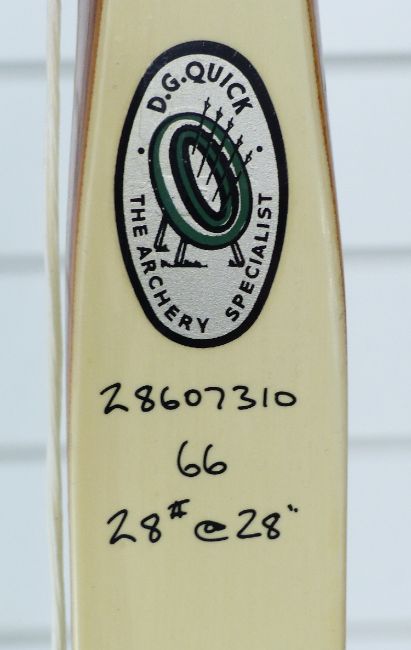 D.G.QUICK
THE ARCHERY SPECIALIST
28607310
66
28# @ 28"